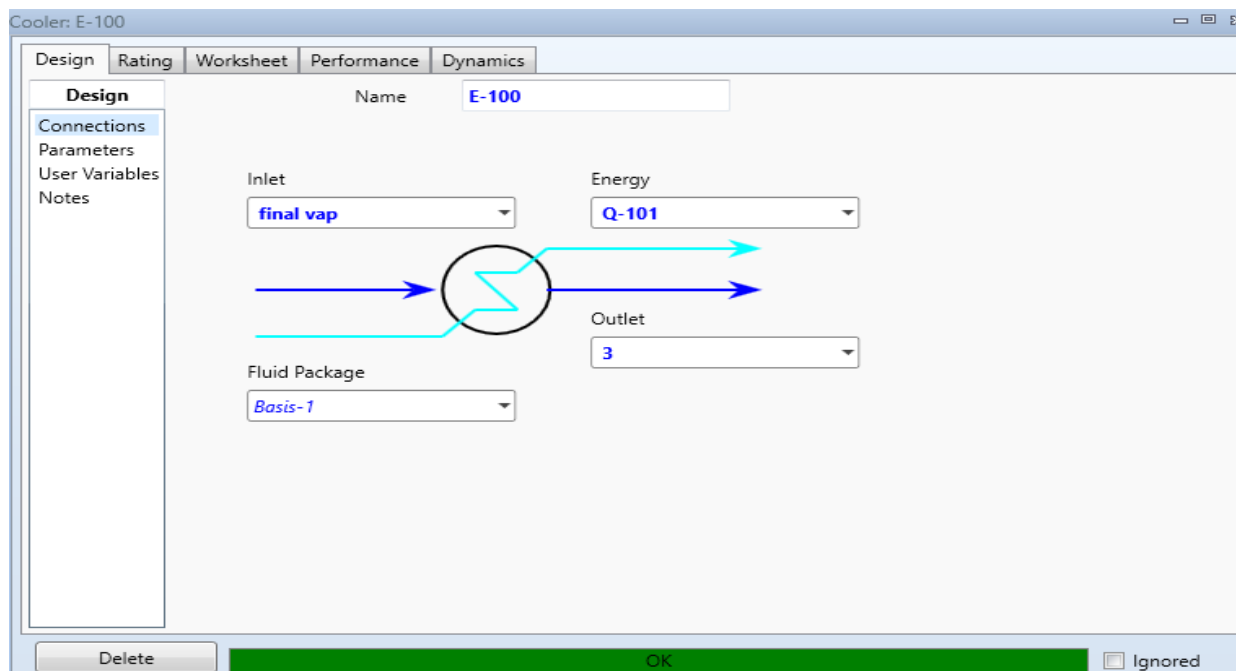 Cooler: E-100
Design Rating Worksheet Performance Dynamics
Design
Name E-100
Connections
Parameters
User Variables
Notes
Inlet Energy
final vap Q-101
Outlet
3
Fluid Package
Basis-1
Delete OK Ignored